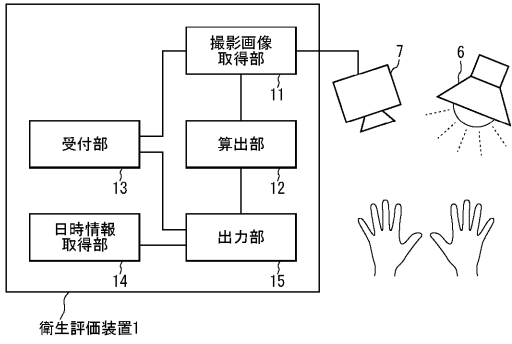 撮影画像
取得部
11
7
6
受付部
13
算出部
12
日時情報
取得部
14
出力部
15
衛生評価装置1